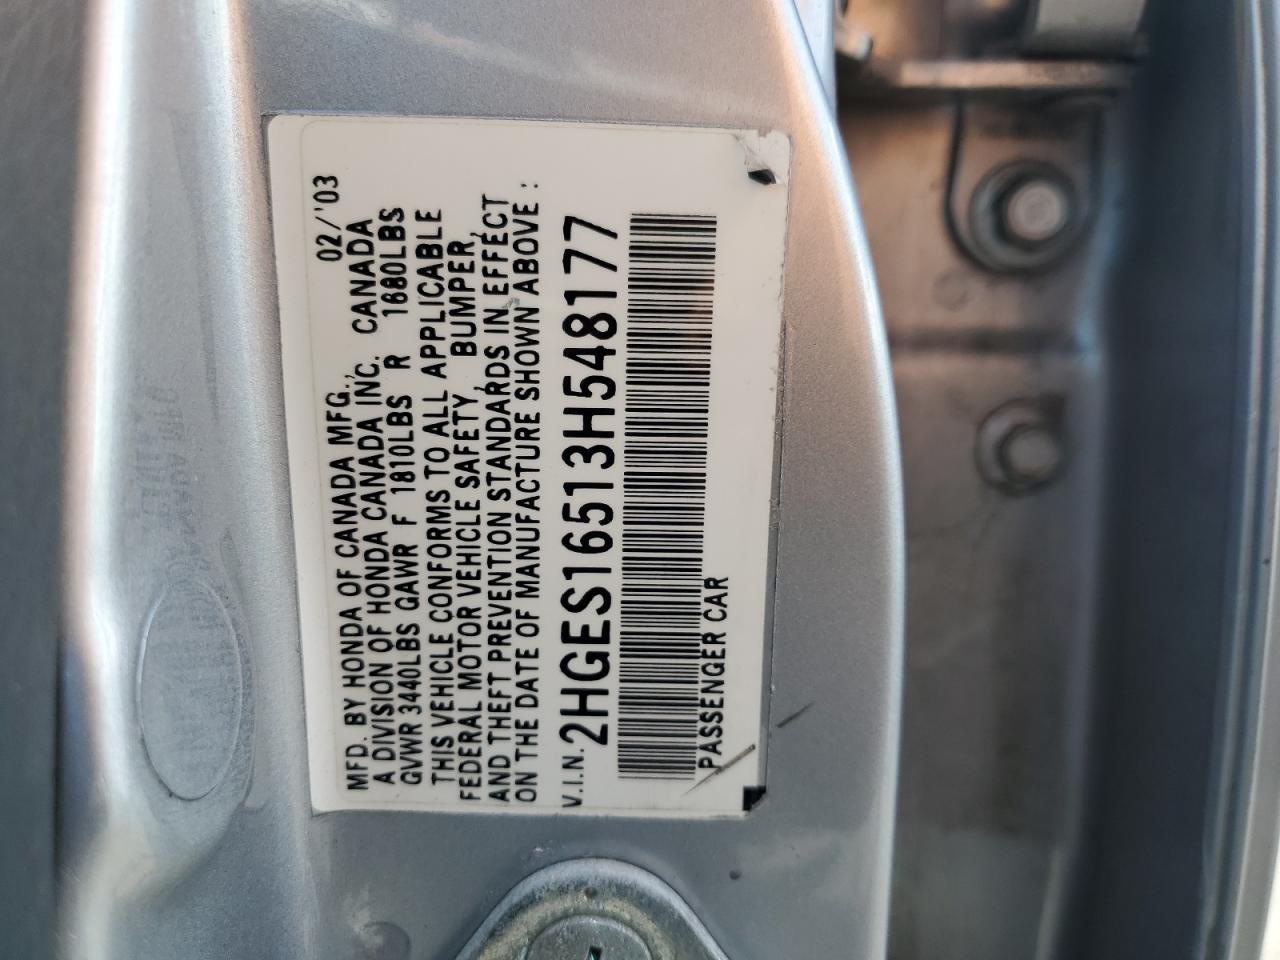 MFD. BY HONDA OF CANADA MFG., 02/'03
A DIVISION OF HONDA CANADA INC. CANADA
GVWR 3440LBS GAWR F 1810LBS R 1680LBS
THIS VEHICLE CONFORMS TO ALL APPLICABLE
FEDERAL MOTOR VEHICLE SAFETY, BUMPER,
AND THEFT PREVENTION STANDARDS IN EFFECT
ON THE DATE OF MANUFACTURE SHOWN ABOVE :
V.I.N. 2HGES16513H548177
PASSENGER CAR